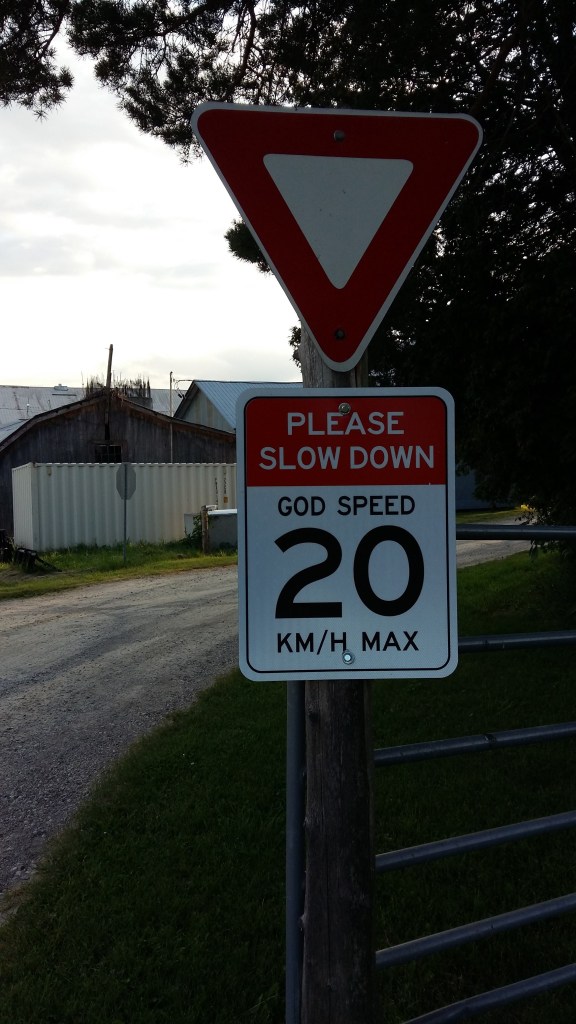 PLEASE
SLOW DOWN
GOD SPEED
20
KM/H MAX